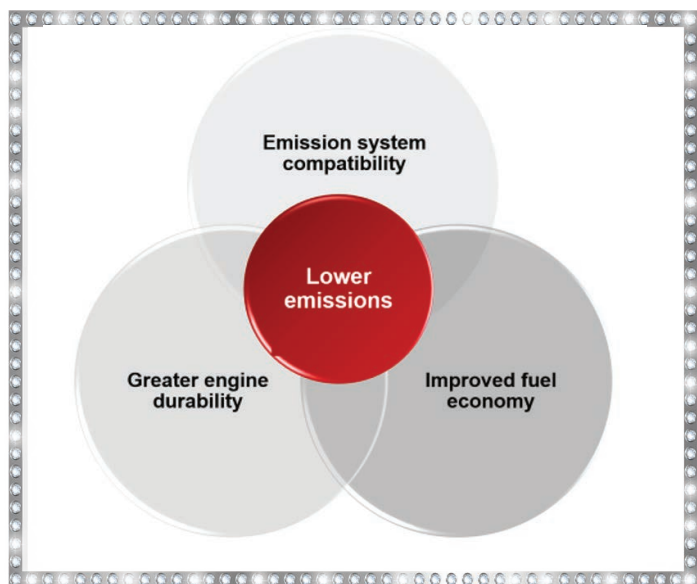 Emission system
compatibility
Lower
emissions
Greater engine
durability
Improved fuel
economy